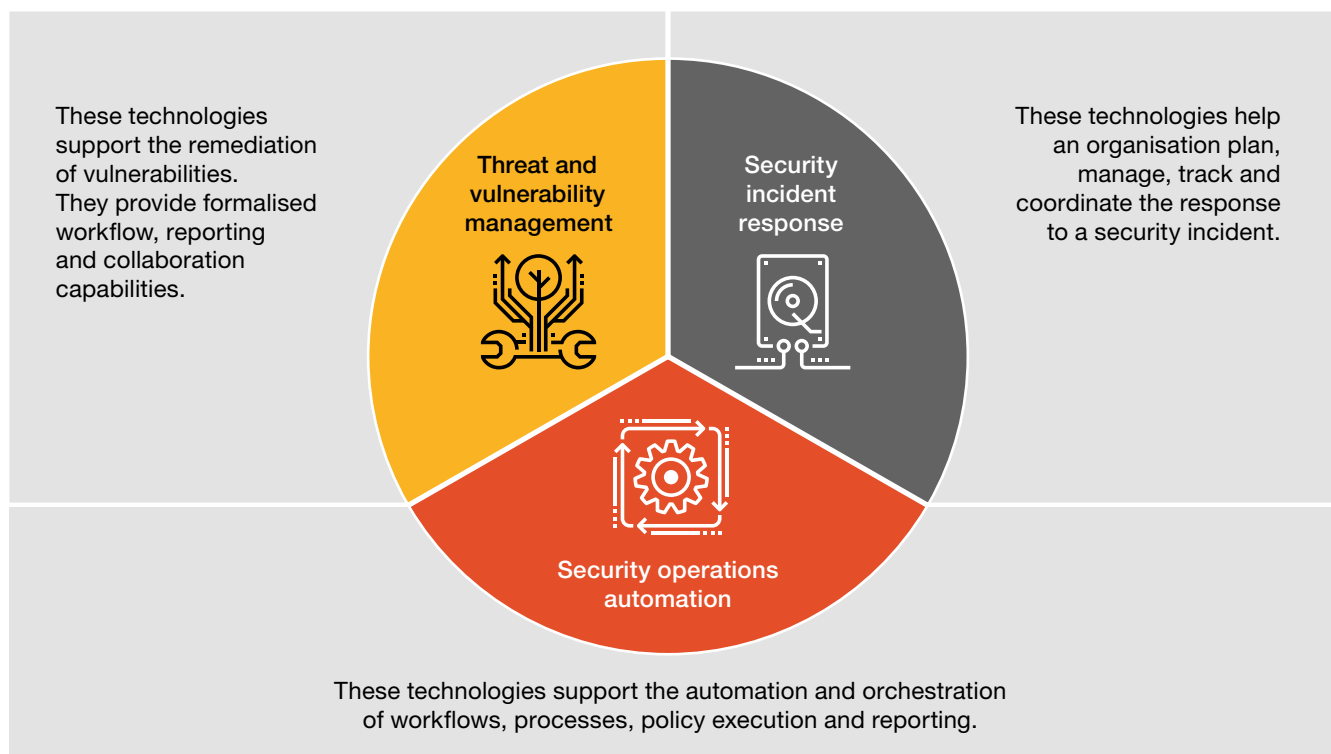 These technologies
support the remediation
of vulnerabilities.
They provide formalised
workflow, reporting
and collaboration
capabilities.
Threat and
vulnerability
management
Security
incident
response
These technologies help
an organisation plan,
manage, track and
coordinate the response
to a security incident.
Security operations
automation
These technologies support the automation and orchestration
of workflows, processes, policy execution and reporting.